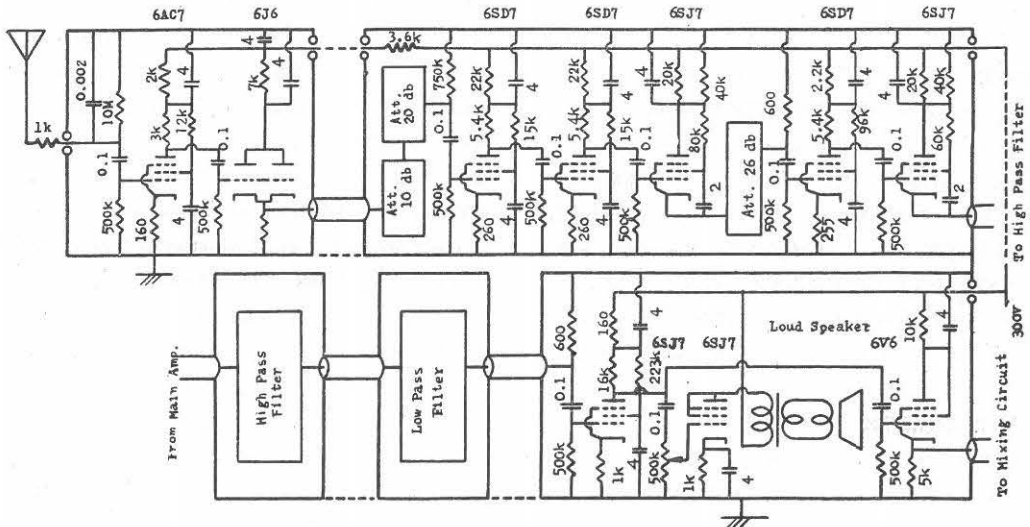 6AC7
6J6
6SD7
6SD7
6SJ7
6SD7
6SJ7
1k
0.002
10M
0.1
500k
160
2k
3k
12k
4
4
0.1
500k
4
7k
4
3.6k
Att. 20 db
Att. 10 db
750k
0.1
500k
22k
5.4k
4
15k
260
4
0.1
500k
22k
5.4k
4
15k
260
4
0.1
500k
4
20k
40k
80k
2
Att. 26 db
600
0.1
500k
2.2k
5.4k
4
96k
255
4
0.1
500k
4
20k
40k
60k
2
To High Pass Filter
From Main Amp.
High Pass Filter
Low Pass Filter
600
0.1
500k
160
16k
4
223k
6SJ7
6SJ7
1k
4
0.1
500k
1k
4
Loud Speaker
6V6
0.1
500k
10k
4
5k
300V
To Mixing Circuit